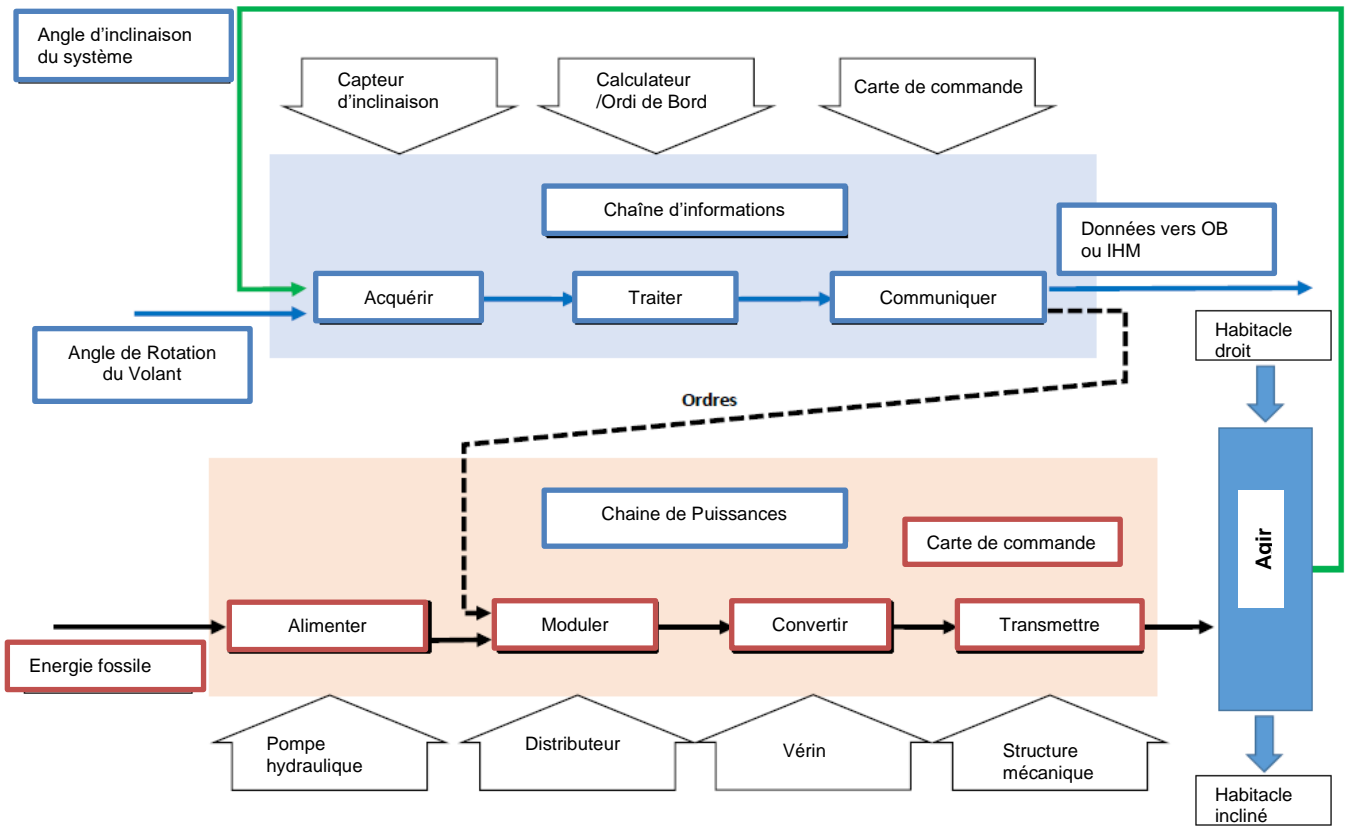 Angle d'inclinaison
du système
Capteur
d'inclinaison
Calculateur
/Ordi de Bord
Carte de commande
Chaîne d'informations
Données vers OB
ou IHM
Acquérir
Traiter
Communiquer
Angle de Rotation
du Volant
Habitacle
droit
Ordres
Chaine de Puissances
Carte de commande
Agir
Alimenter
Moduler
Convertir
Transmettre
Energie fossile
Pompe
hydraulique
Distributeur
Vérin
Structure
mécanique
Habitacle
incliné